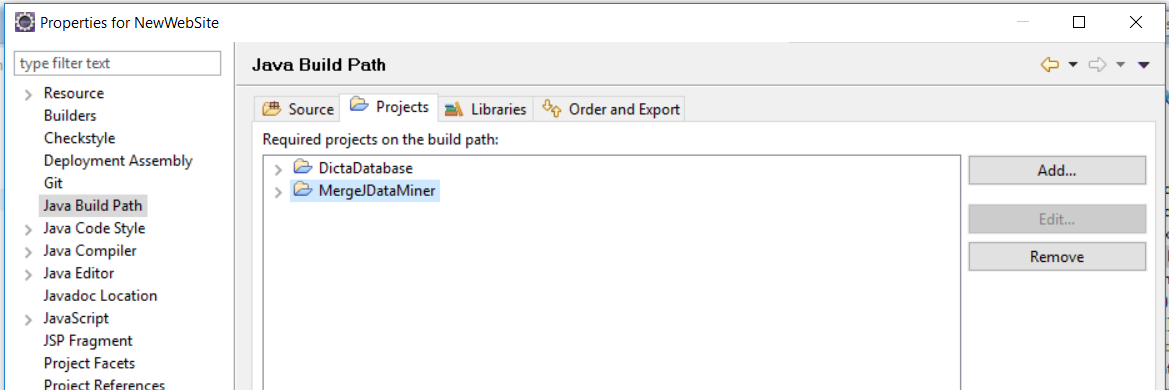 Properties for NewWebSite
type filter text
Resource
Builders
Checkstyle
Deployment Assembly
Git
Java Build Path
Java Code Style
Java Compiler
Java Editor
Javadoc Location
JavaScript
JSP Fragment
Project Facets
Project References
Java Build Path
Source Projects Libraries Order and Export
Required projects on the build path:
DictaDatabase
MergeJDataMiner
Add...
Edit...
Remove